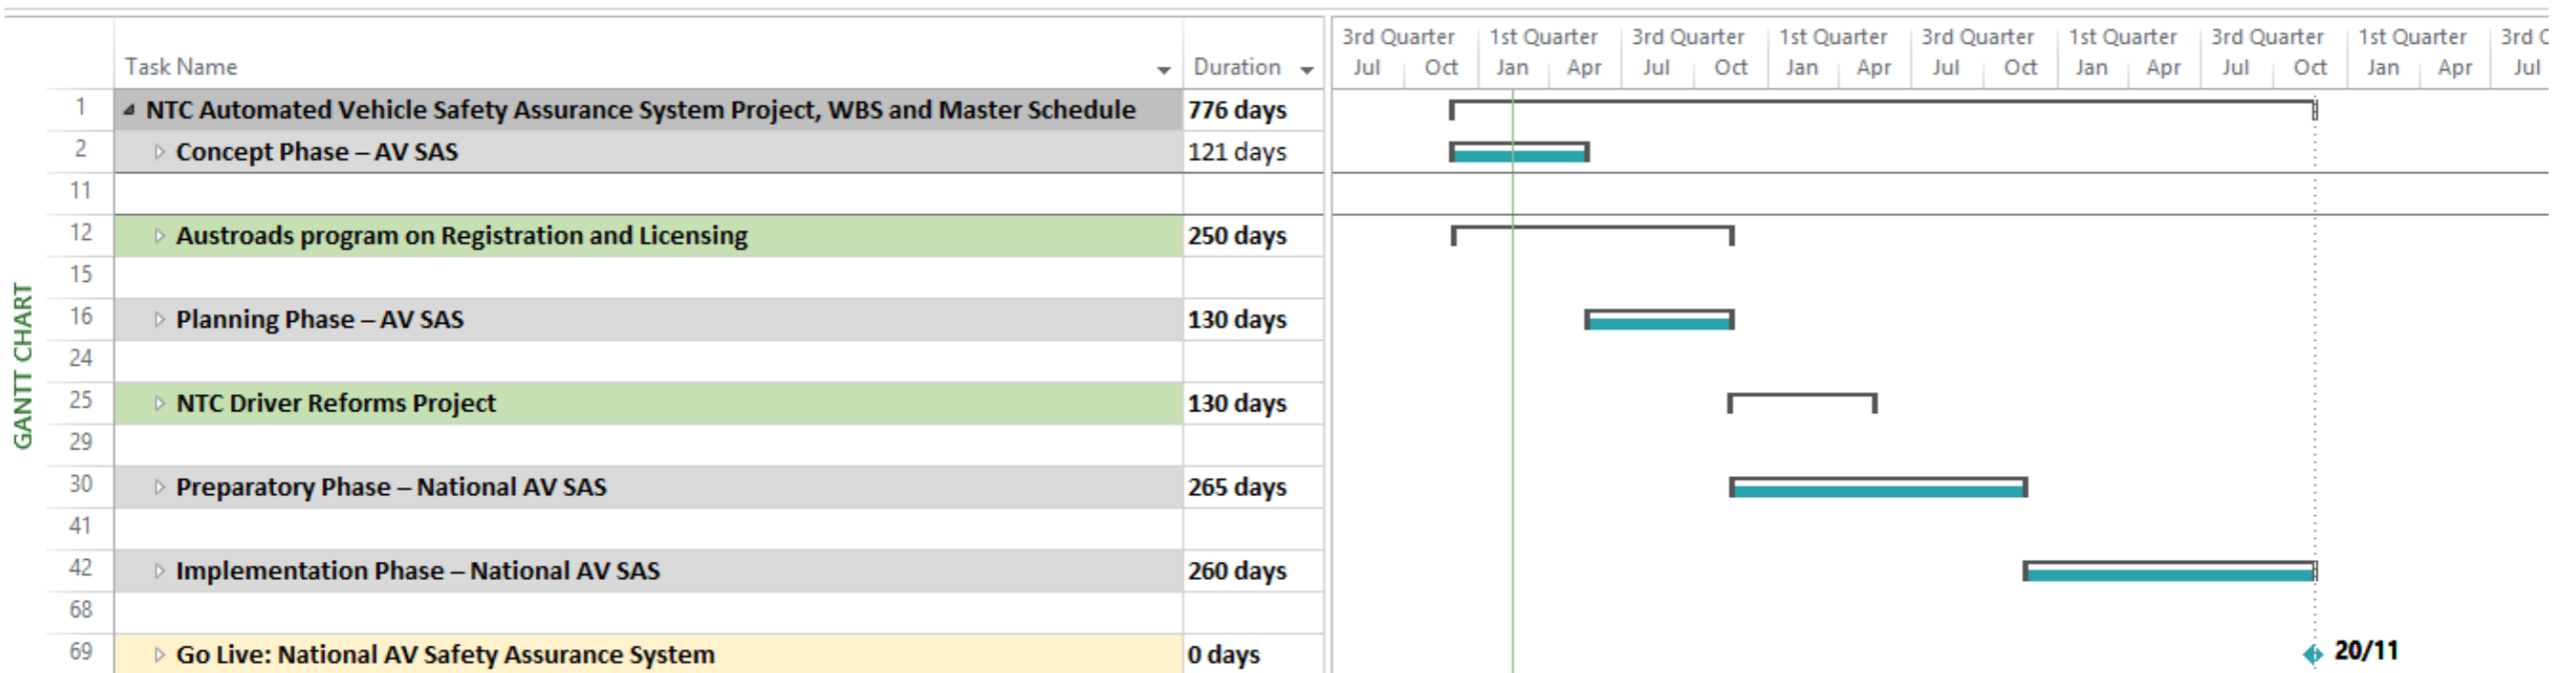 3rd Quarter 1st Quarter 3rd Quarter 1st Quarter 3rd Quarter 1st Quarter 3rd Quarter 1st Quarter 3rd
Task Name Duration Jul Oct Jan Apr Jul Oct Jan Apr Jul Oct Jan Apr Jul Oct Jan Apr Jul
1 NTC Automated Vehicle Safety Assurance System Project, WBS and Master Schedule 776 days
2 Concept Phase – AV SAS 121 days
11
12 Austroads program on Registration and Licensing 250 days
15
16 Planning Phase – AV SAS 130 days
24
25 NTC Driver Reforms Project 130 days
29
30 Preparatory Phase – National AV SAS 265 days
41
42 Implementation Phase – National AV SAS 260 days
68
69 Go Live: National AV Safety Assurance System 0 days 20/11
GANTT CHART